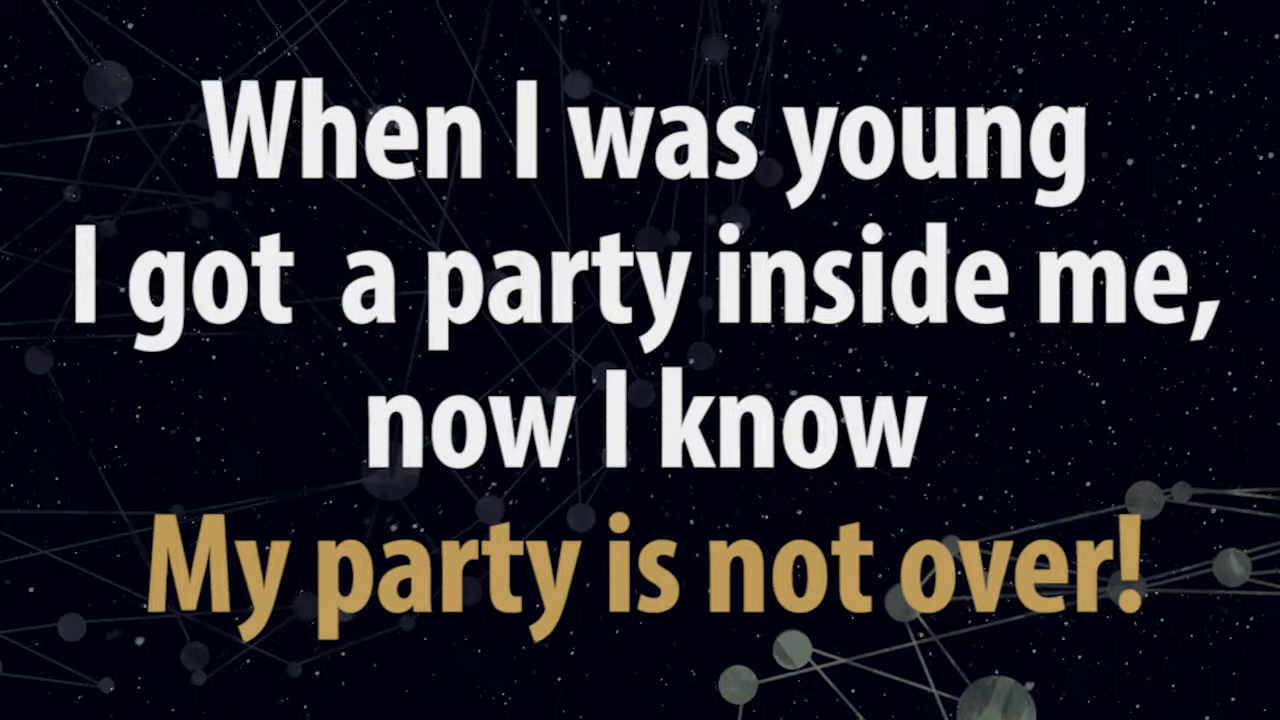 When I was young
I got  a party inside me,
now I know
My party is not over!